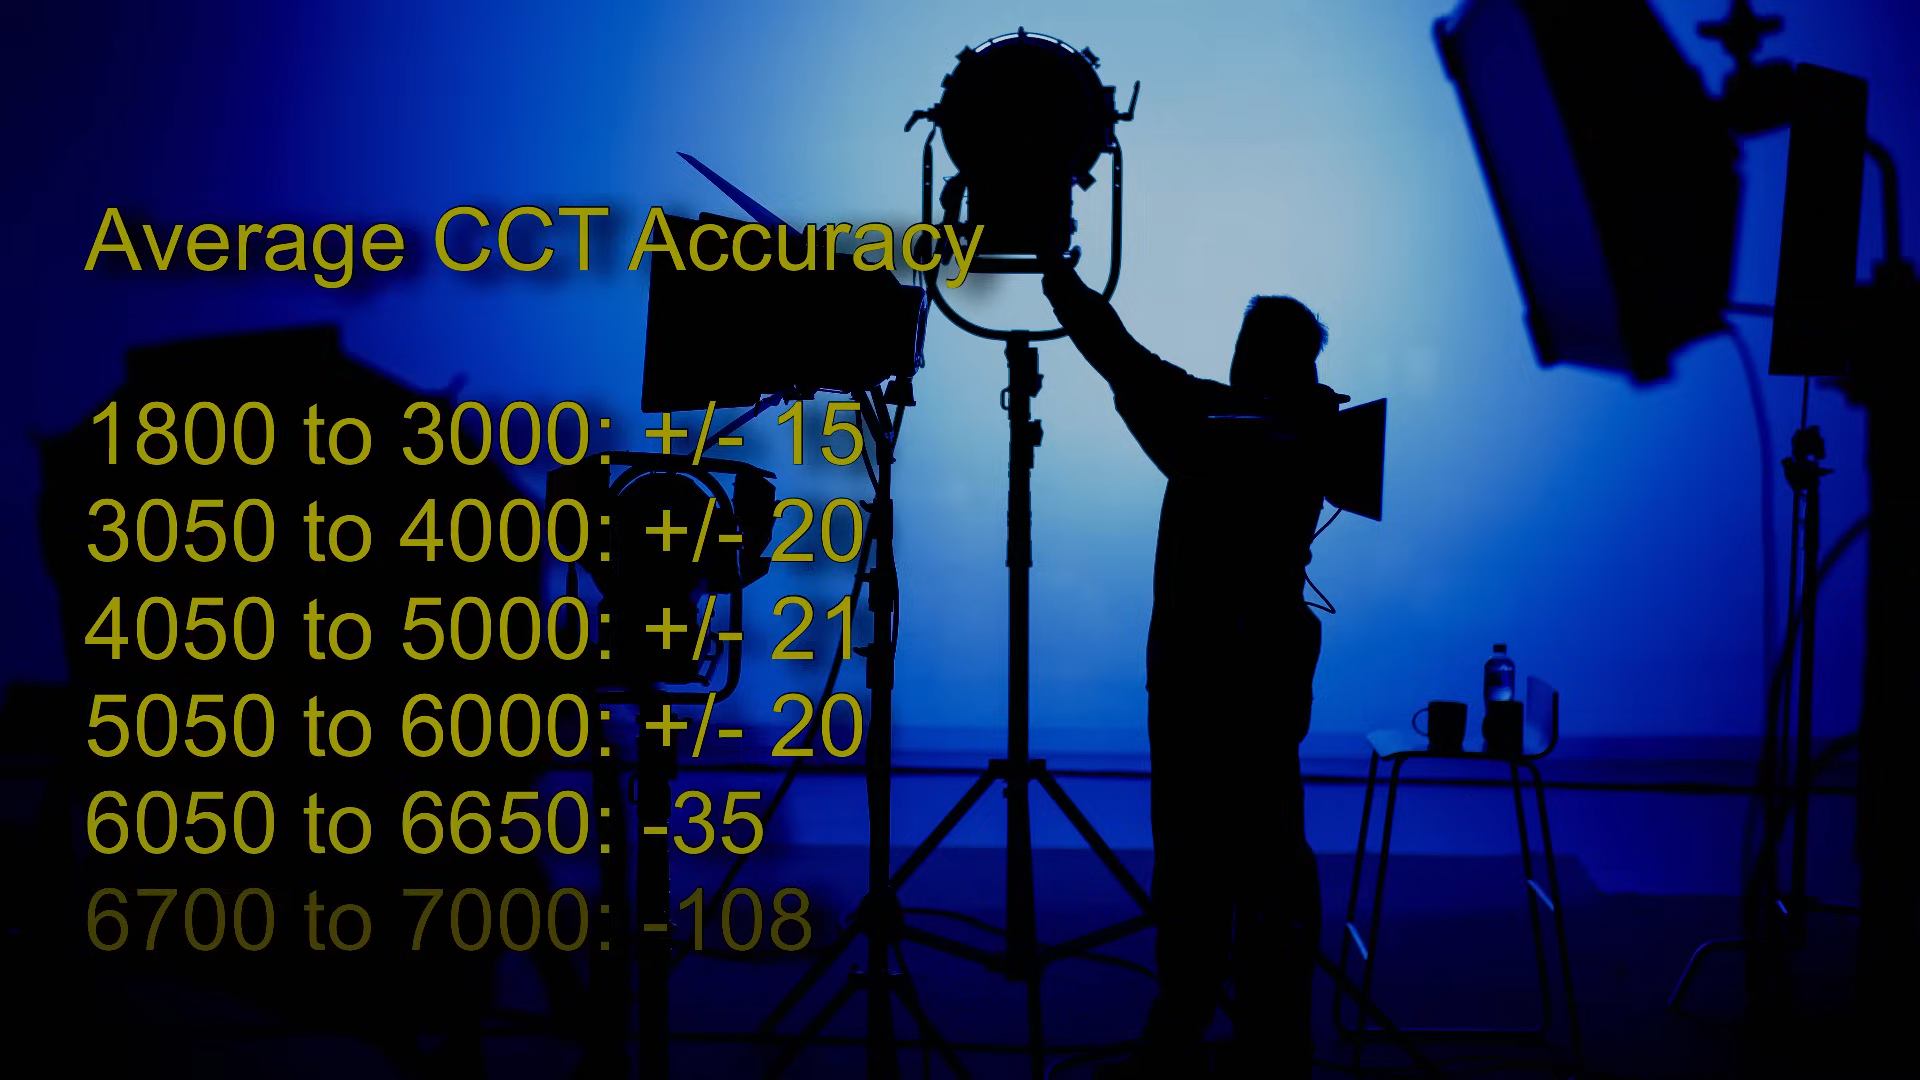 Average CCT Accuracy
1800 to 3000: +/- 15
3050 to 4000: +/- 20
4050 to 5000: +/- 21
5050 to 6000: +/- 20
6050 to 6650: -35
6700 to 7000: -108